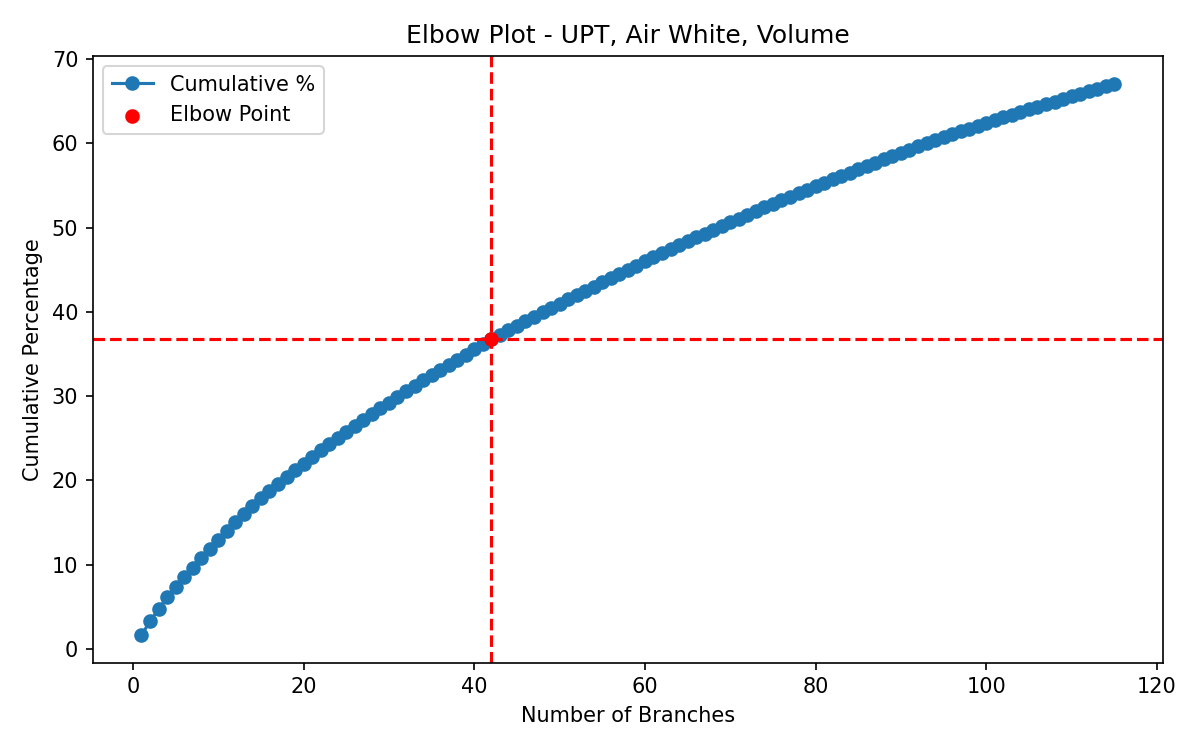 Elbow Plot - UPT, Air White, Volume
Cumulative %
Elbow Point
Cumulative Percentage
70
60
50
40
30
20
10
0
0 20 40 60 80 100 120
Number of Branches